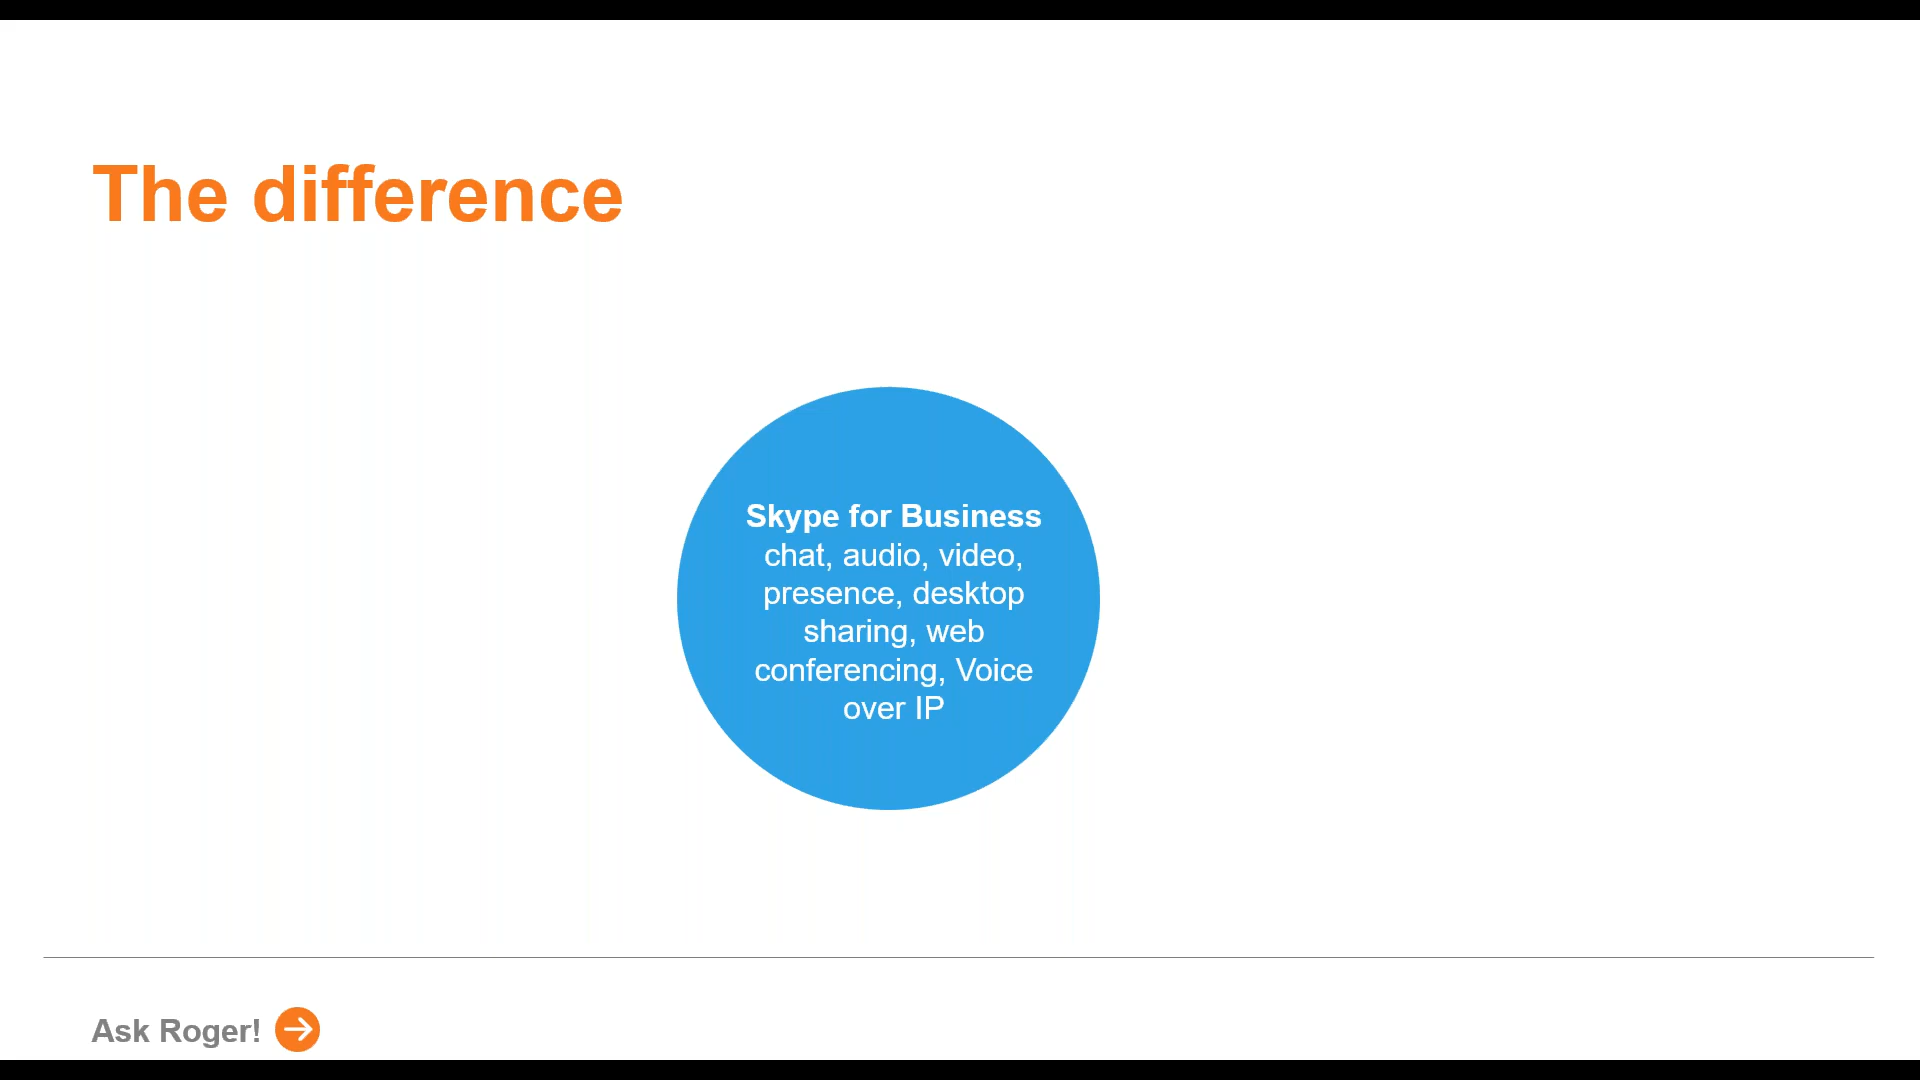 The difference
Skype for Business
chat, audio, video,
presence, desktop
sharing, web
conferencing, Voice
over IP
Ask Roger!